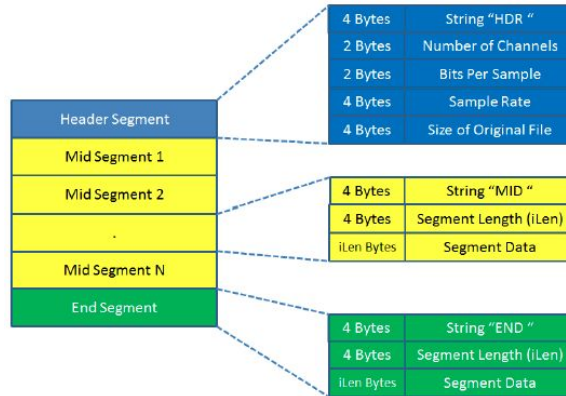 Header Segment
Mid Segment 1
Mid Segment 2
.
Mid Segment N
End Segment
4 Bytes String “HDR “
2 Bytes Number of Channels
2 Bytes Bits Per Sample
4 Bytes Sample Rate
4 Bytes Size of Original File
4 Bytes String “MID “
4 Bytes Segment Length (iLen)
iLen Bytes Segment Data
4 Bytes String “END “
4 Bytes Segment Length (iLen)
iLen Bytes Segment Data